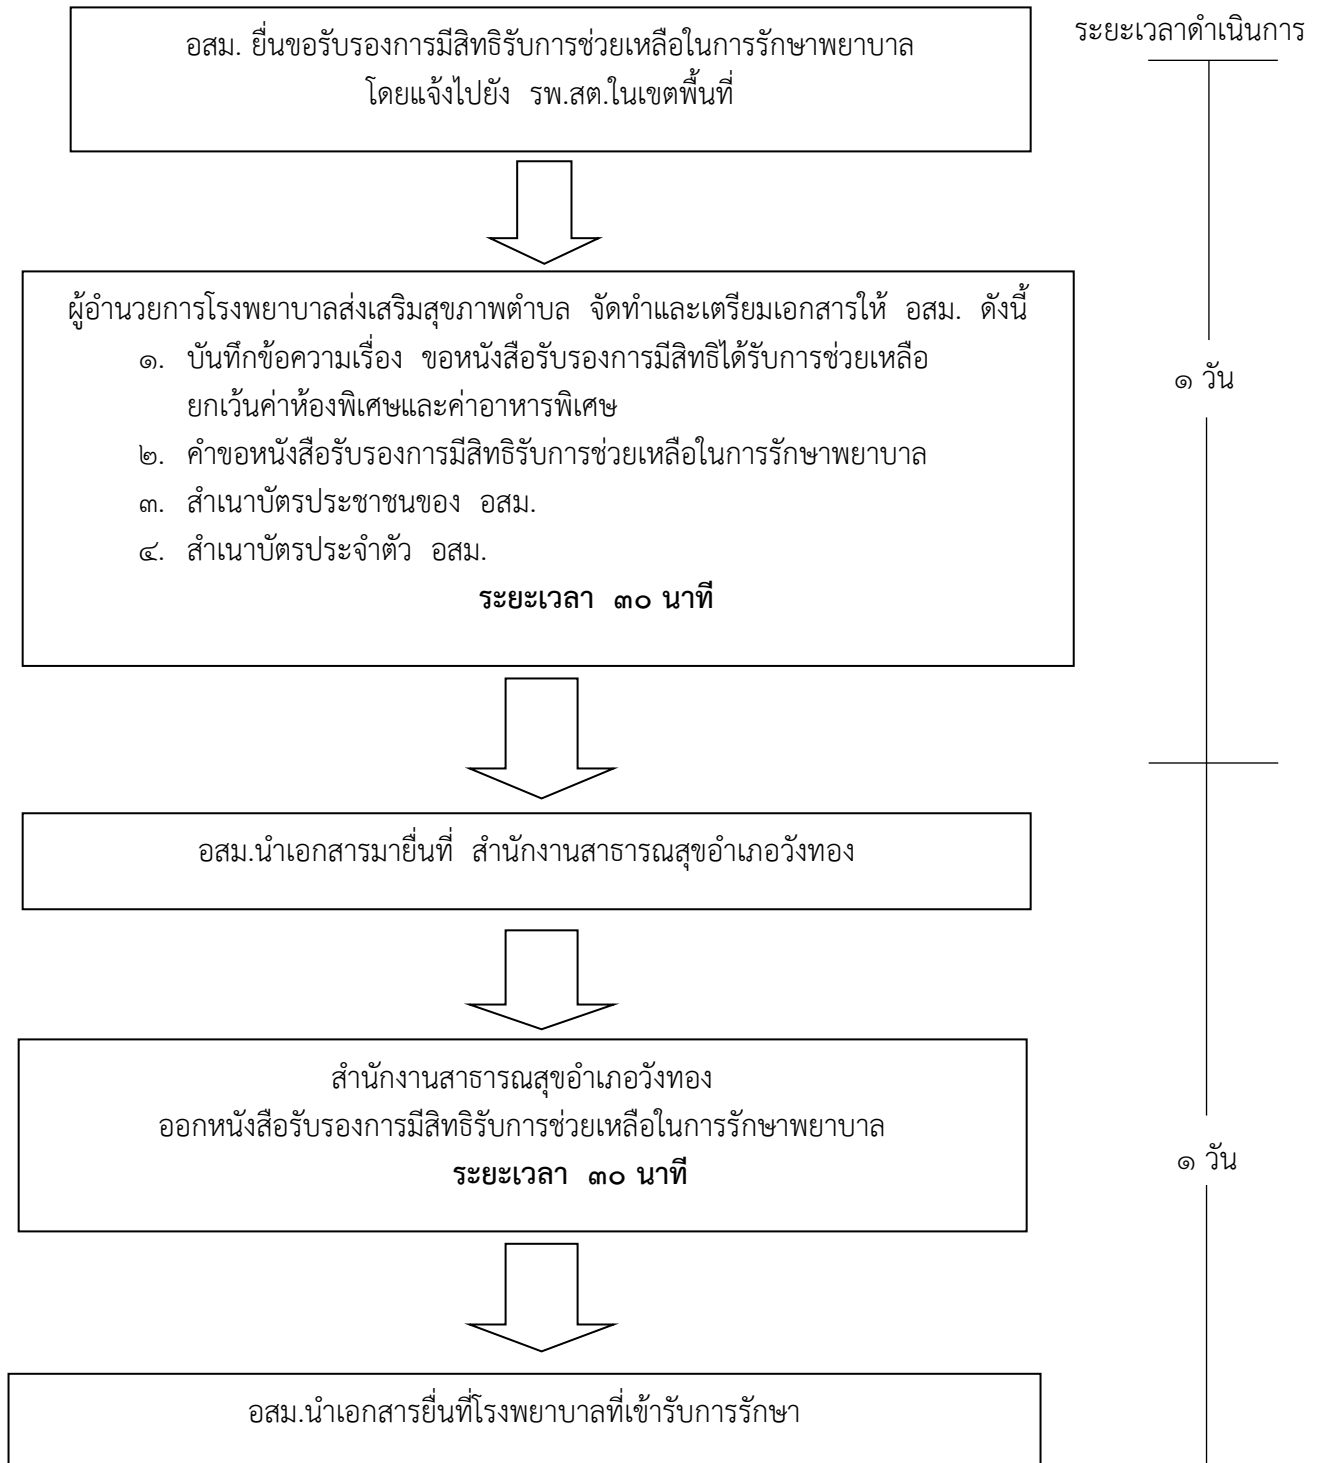 ระยะเวลาดำเนินการ
อสม. ยื่นขอรับรองการมีสิทธิรับการช่วยเหลือในการรักษาพยาบาล
โดยแจ้งไปยัง รพ.สต.ในเขตพื้นที่
ผู้อำนวยการโรงพยาบาลส่งเสริมสุขภาพตำบล จัดทำและเตรียมเอกสารให้ อสม. ดังนี้
๑. บันทึกข้อความเรื่อง ขอหนังสือรับรองการมีสิทธิได้รับการช่วยเหลือ
ยกเว้นค่าห้องพิเศษและค่าอาหารพิเศษ
๒. คำขอหนังสือรับรองการมีสิทธิรับการช่วยเหลือในการรักษาพยาบาล
๓. สำเนาบัตรประชาชนของ อสม.
๔. สำเนาบัตรประจำตัว อสม.
ระยะเวลา ๓๐ นาที
๑ วัน
อสม.นำเอกสารมายื่นที่ สำนักงานสาธารณสุขอำเภอวังทอง
สำนักงานสาธารณสุขอำเภอวังทอง
ออกหนังสือรับรองการมีสิทธิรับการช่วยเหลือในการรักษาพยาบาล
ระยะเวลา ๓๐ นาที
๑ วัน
อสม.นำเอกสารยื่นที่โรงพยาบาลที่เข้ารับการรักษา